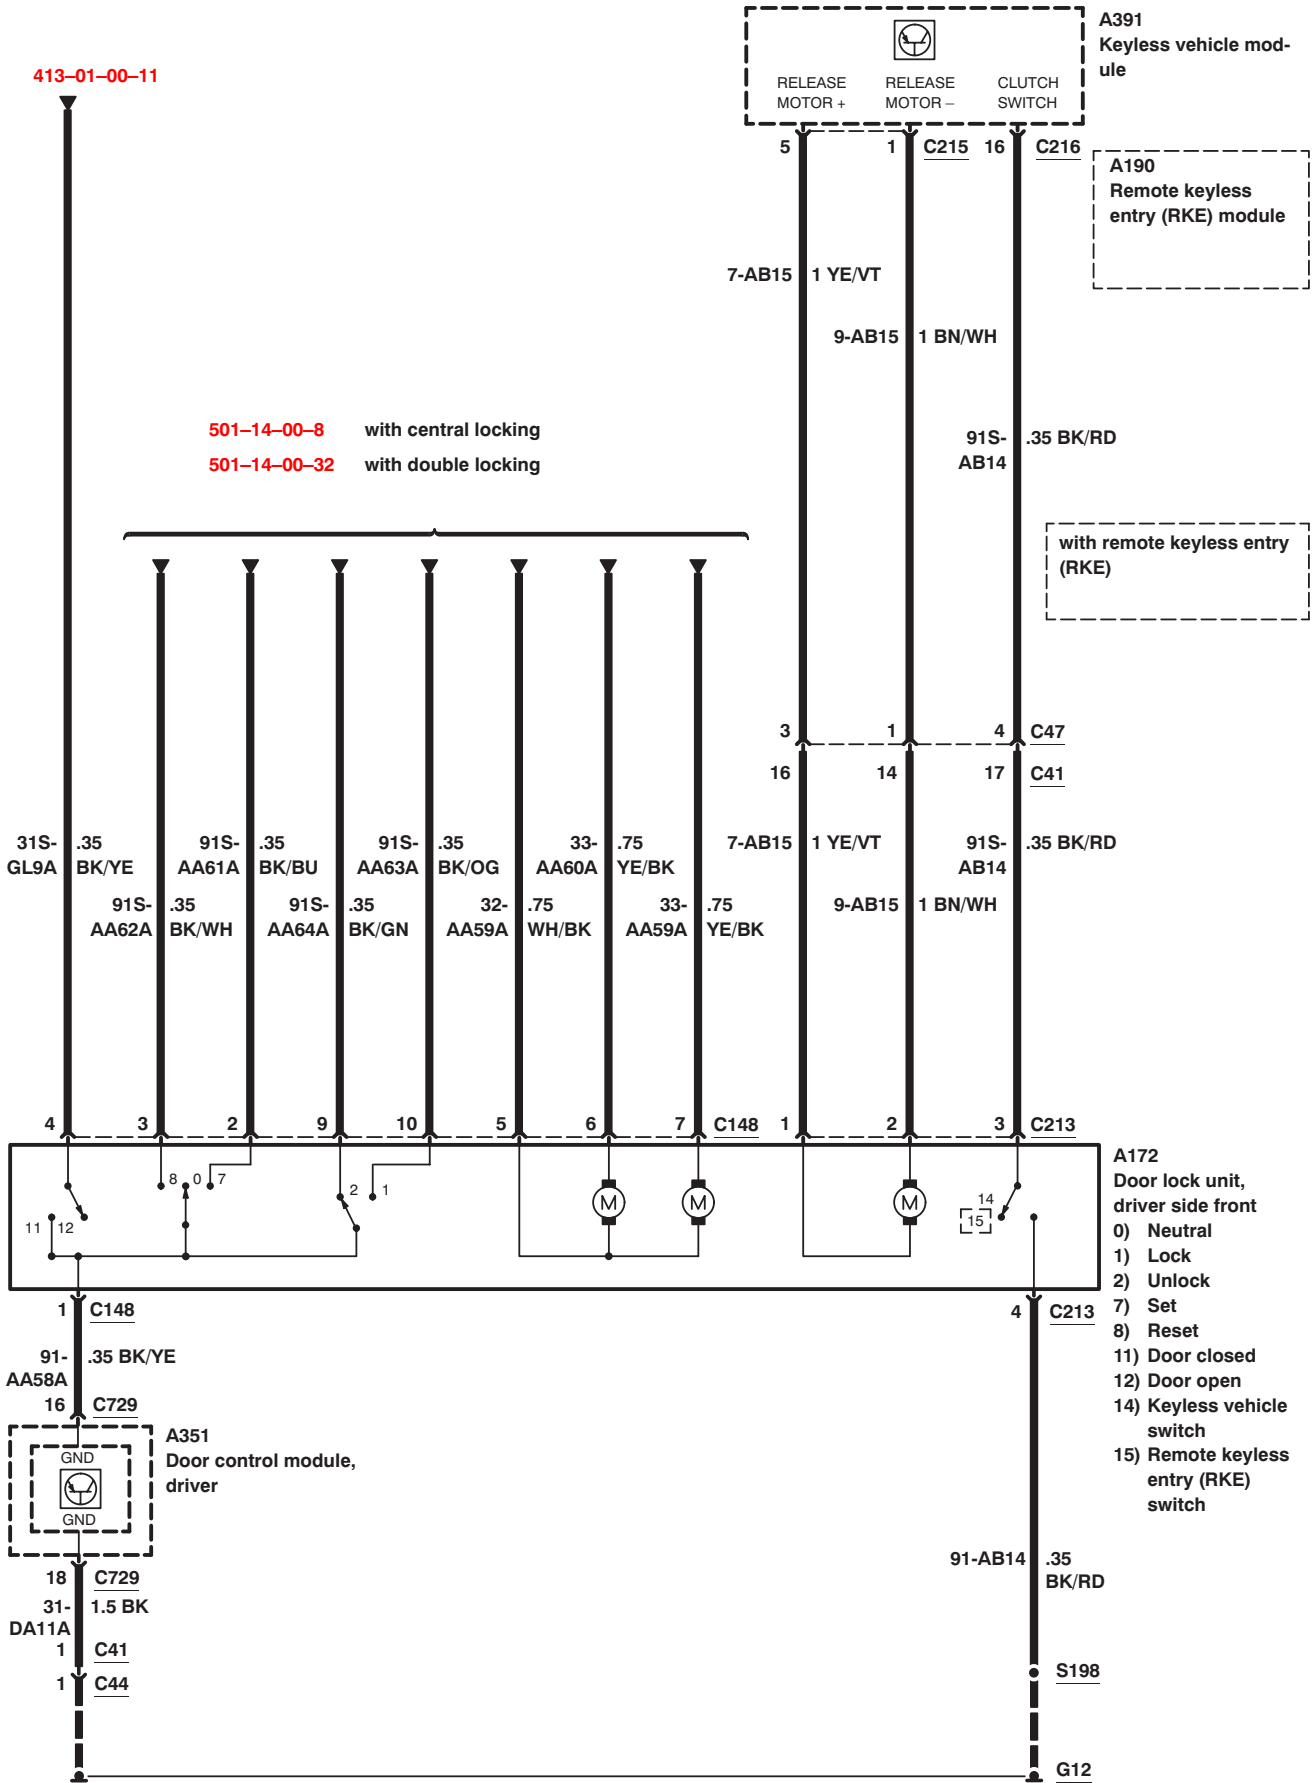 A391
Keyless vehicle mod-
ule
RELEASE
MOTOR +
RELEASE
MOTOR –
CLUTCH
SWITCH
413–01–00–11
5
1
C215
16
C216
A190
Remote keyless
entry (RKE) module
7-AB15
1 YE/VT
9-AB15
1 BN/WH
501–14–00–8 with central locking
501–14–00–32 with double locking
91S-
AB14
.35 BK/RD
with remote keyless entry
(RKE)
3
1
4
C47
16
14
17
C41
31S-
GL9A
.35
BK/YE
91S-
AA61A
.35
BK/BU
91S-
AA63A
.35
BK/OG
33-
AA60A
.75
YE/BK
7-AB15
1 YE/VT
91S-
AB14
.35 BK/RD
91S-
AA62A
.35
BK/WH
91S-
AA64A
.35
BK/GN
32-
AA59A
.75
WH/BK
33-
AA59A
.75
YE/BK
9-AB15
1 BN/WH
4
3
2
9
10
5
6
7
C148
1
2
3
C213
8
0
7
2
1
M
M
M
14
15
11
12
A172
Door lock unit,
driver side front
0) Neutral
1) Lock
2) Unlock
7) Set
8) Reset
11) Door closed
12) Door open
14) Keyless vehicle
switch
15) Remote keyless
entry (RKE)
switch
1
C148
4
C213
91-
AA58A
.35 BK/YE
16
C729
A351
Door control module,
driver
GND
GND
18
C729
31-
DA11A
1.5 BK
1
C41
1
C44
91-AB14
.35
BK/RD
S198
G12